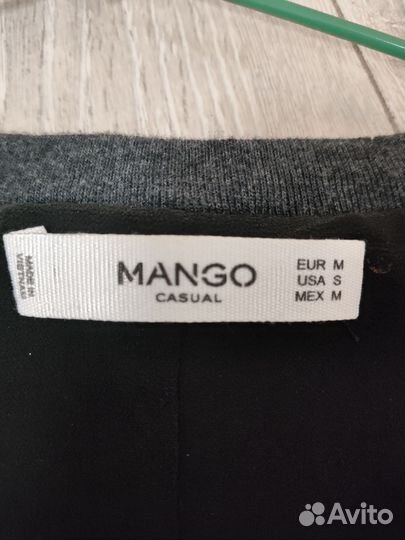 MADE IN
VIETNAM
MANGO
CASUAL
EUR M
USA S
MEX M
Avito